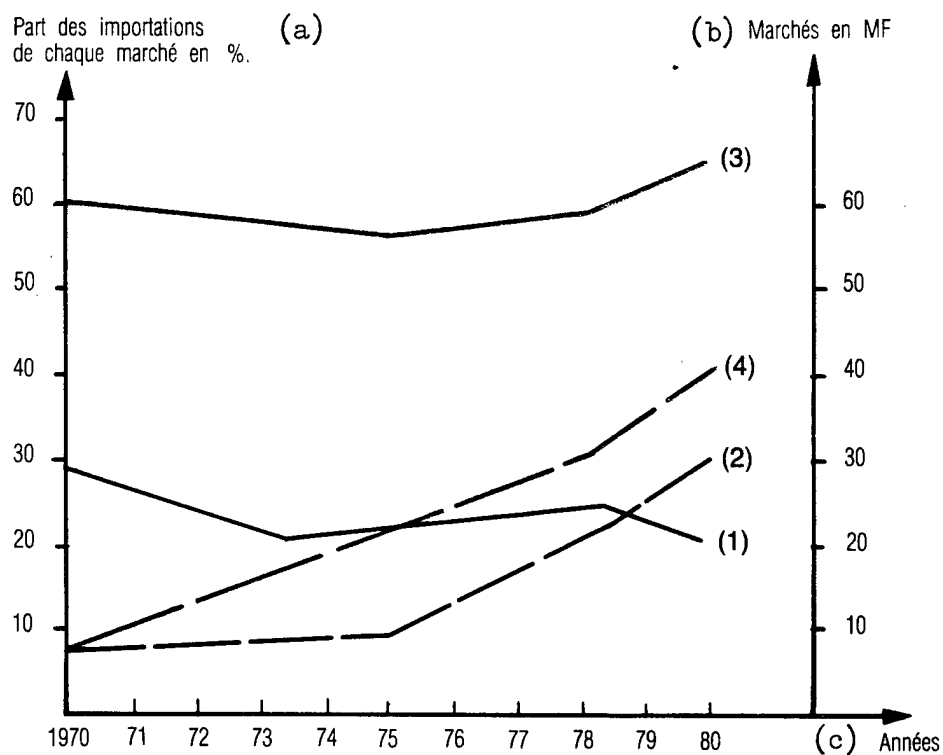 Part des importations (a) (b) Marchés en MF
de chaque marché en %.
70
60 (3) 60
50 50
40 (4) 40
30 (2) 30
20 (1) 20
10 10
1970 71 72 73 74 75 76 77 78 79 80 (c) Années